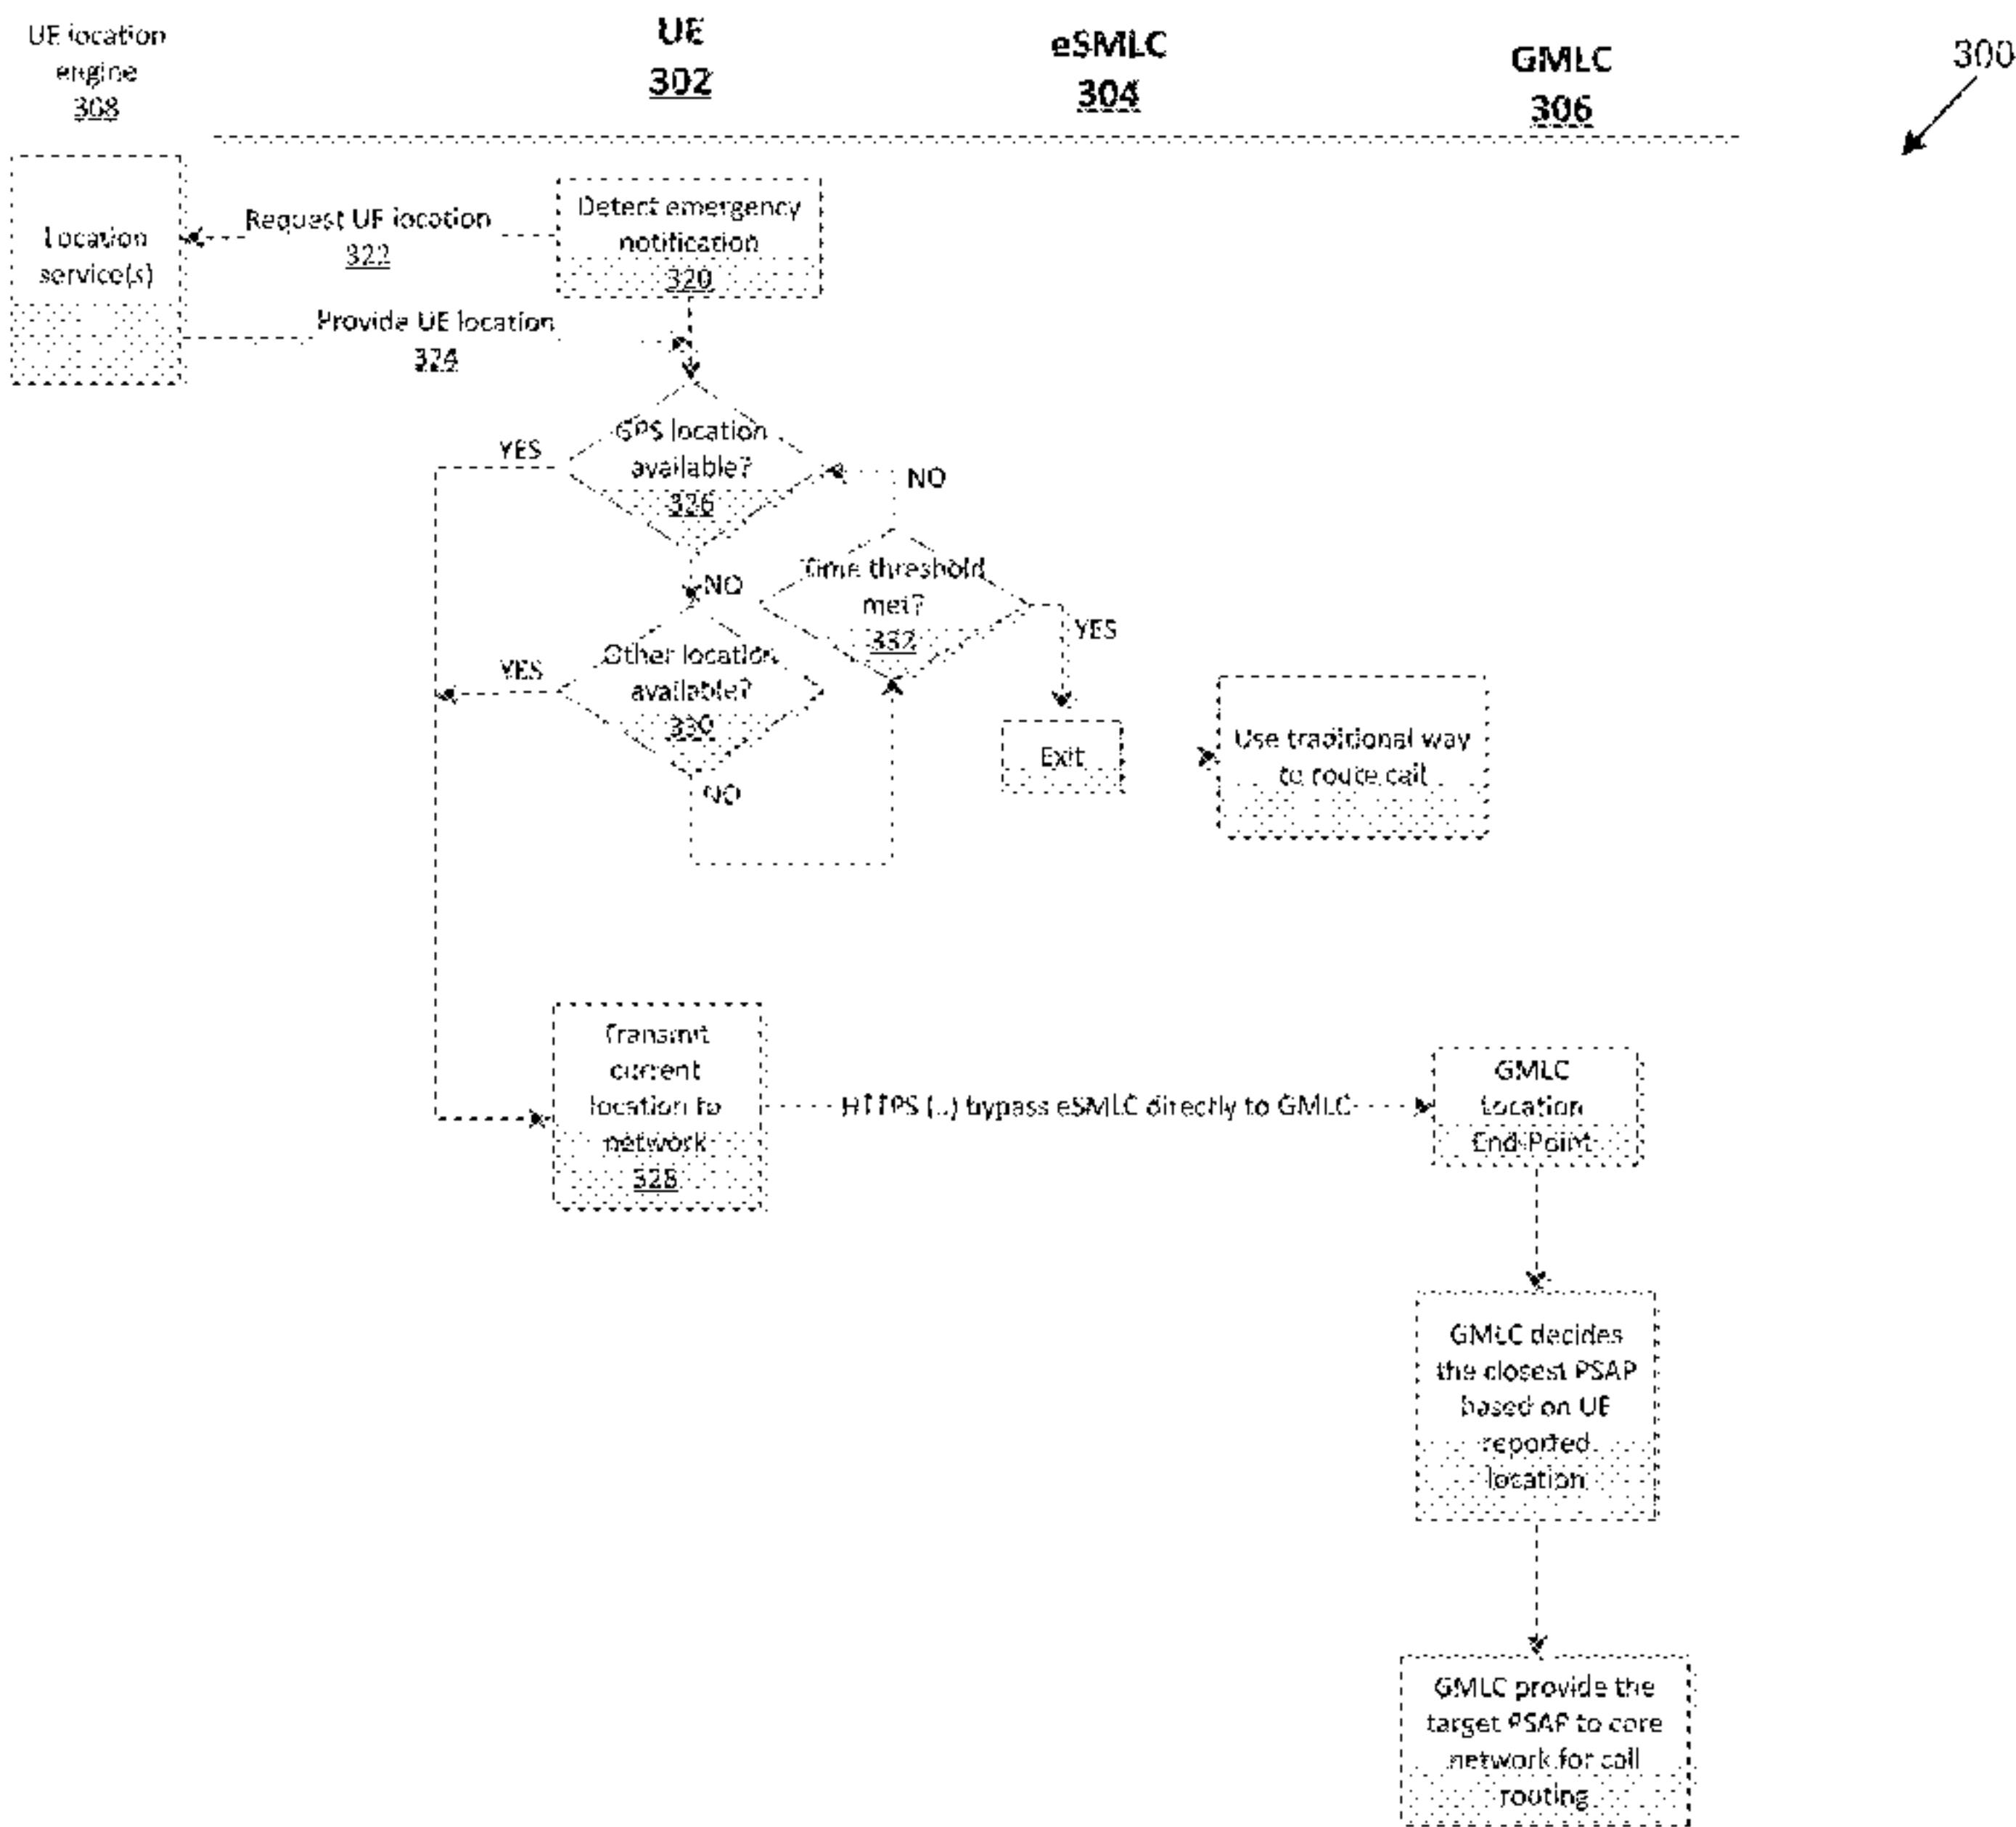 UE location
engine
308
UE
302
eSMLC
304
GMLC
306
300
Location
service(s)
Request UE location
322
Detect emergency
notification
320
Provide UE location
324
GPS location
available?
326
YES
NO
NO
Time threshold
met?
332
YES
Other location
available?
330
YES
NO
Exit
Use traditional way
to route call
Transmit
current
location to
network
328
HTTPS (..) bypass eSMLC directly to GMLC
GMLC
Location
End-Point
GMLC decides
the closest PSAP
based on UE
reported
location
GMLC provide the
target PSAP to core
network for call
routing